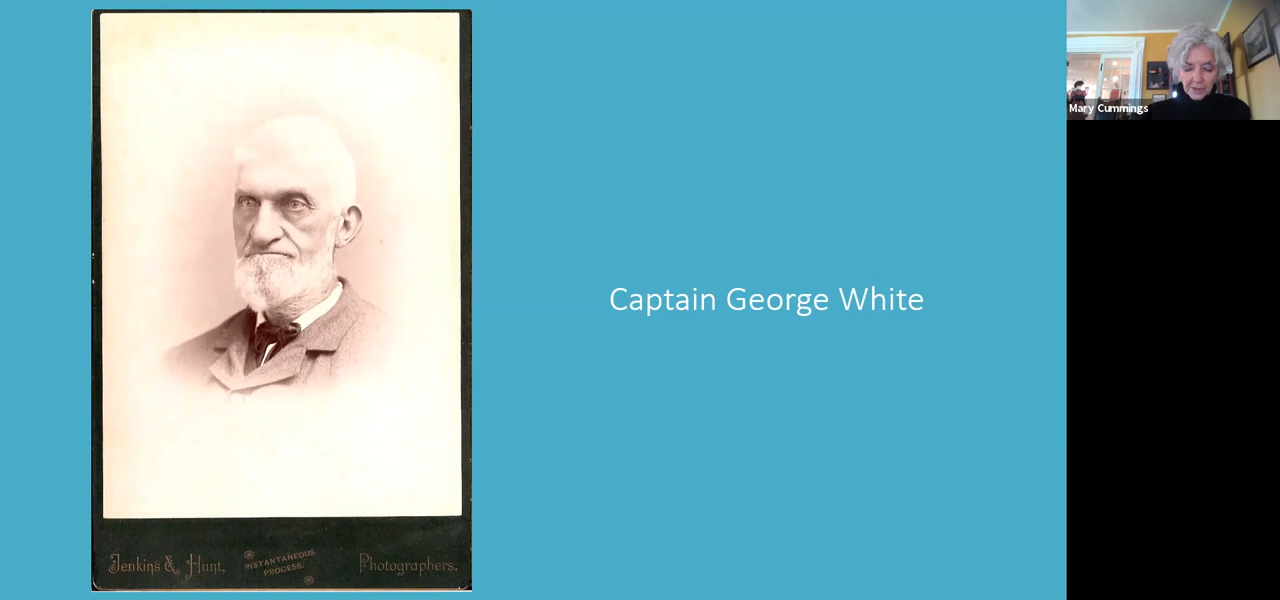 Mary Cummings
Captain George White
Jenkins & Hunt,
INSTANTANEOUS
PROCESS.
Photographers,